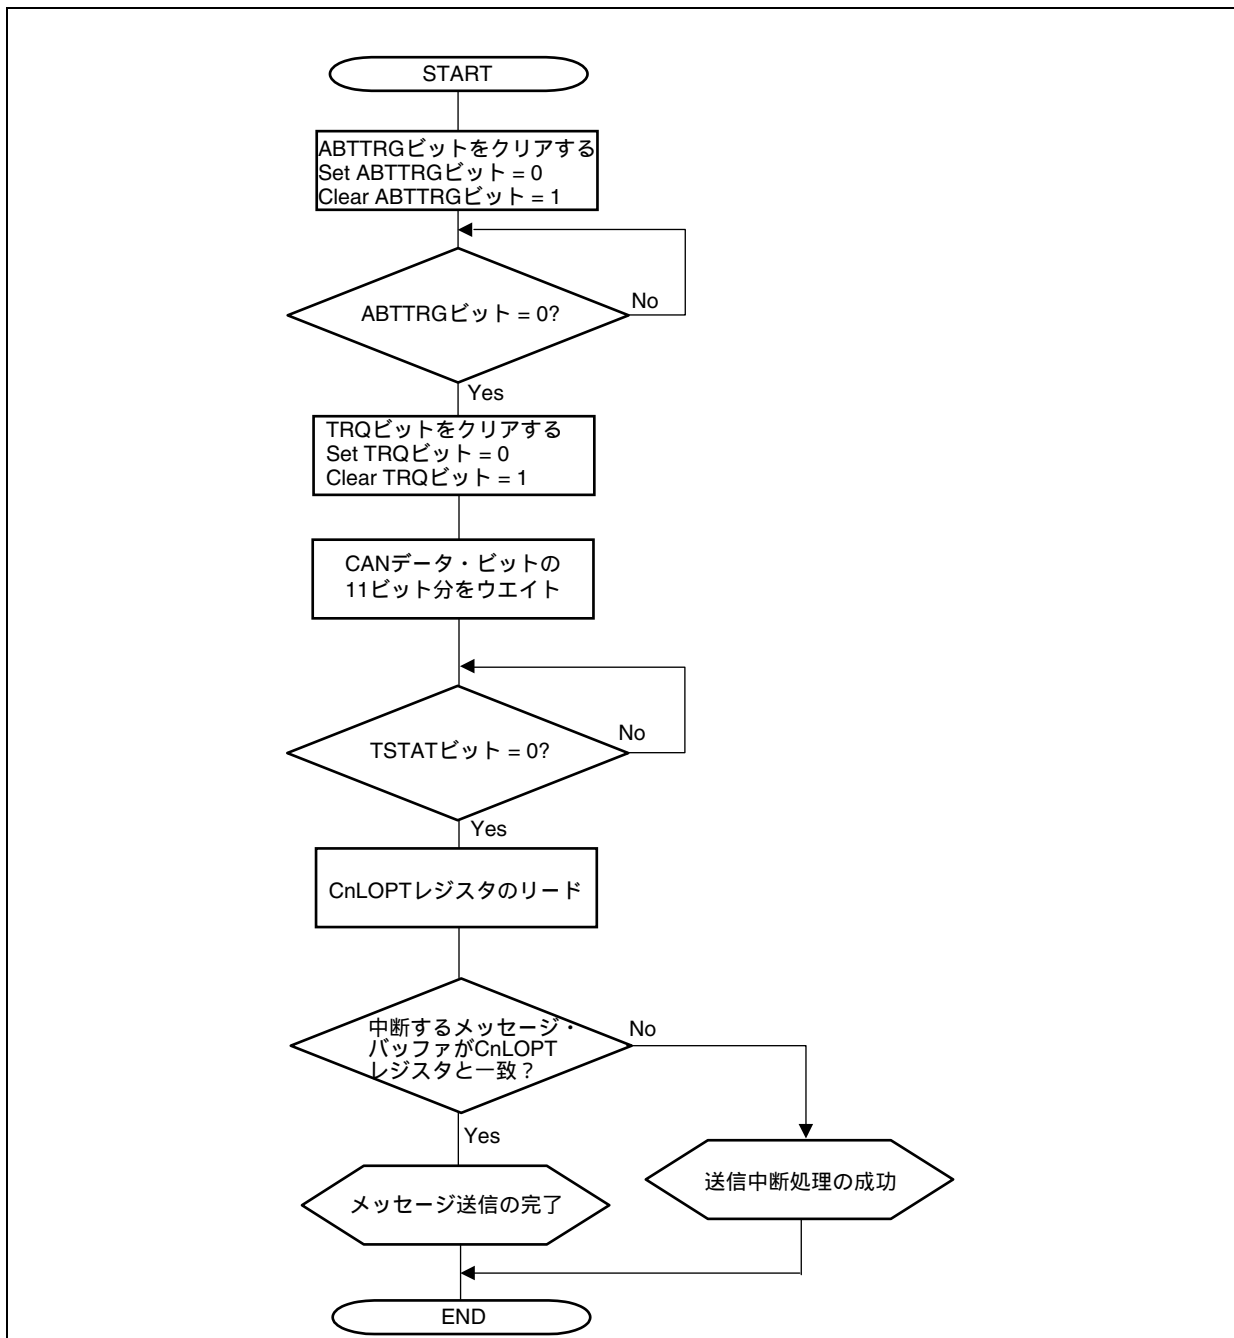 START
ABTTRGビットをクリアする
Set ABTTRGビット = 0
Clear ABTTRGビット = 1
ABTTRGビット = 0?
No
Yes
TRQビットをクリアする
Set TRQビット = 0
Clear TRQビット = 1
CANデータ・ビットの
11ビット分をウエイト
TSTATビット = 0?
No
Yes
CnLOPTレジスタのリード
中断するメッセージ・
バッファがCnLOPT
レジスタと一致？
No
Yes
送信中断処理の成功
メッセージ送信の完了
END